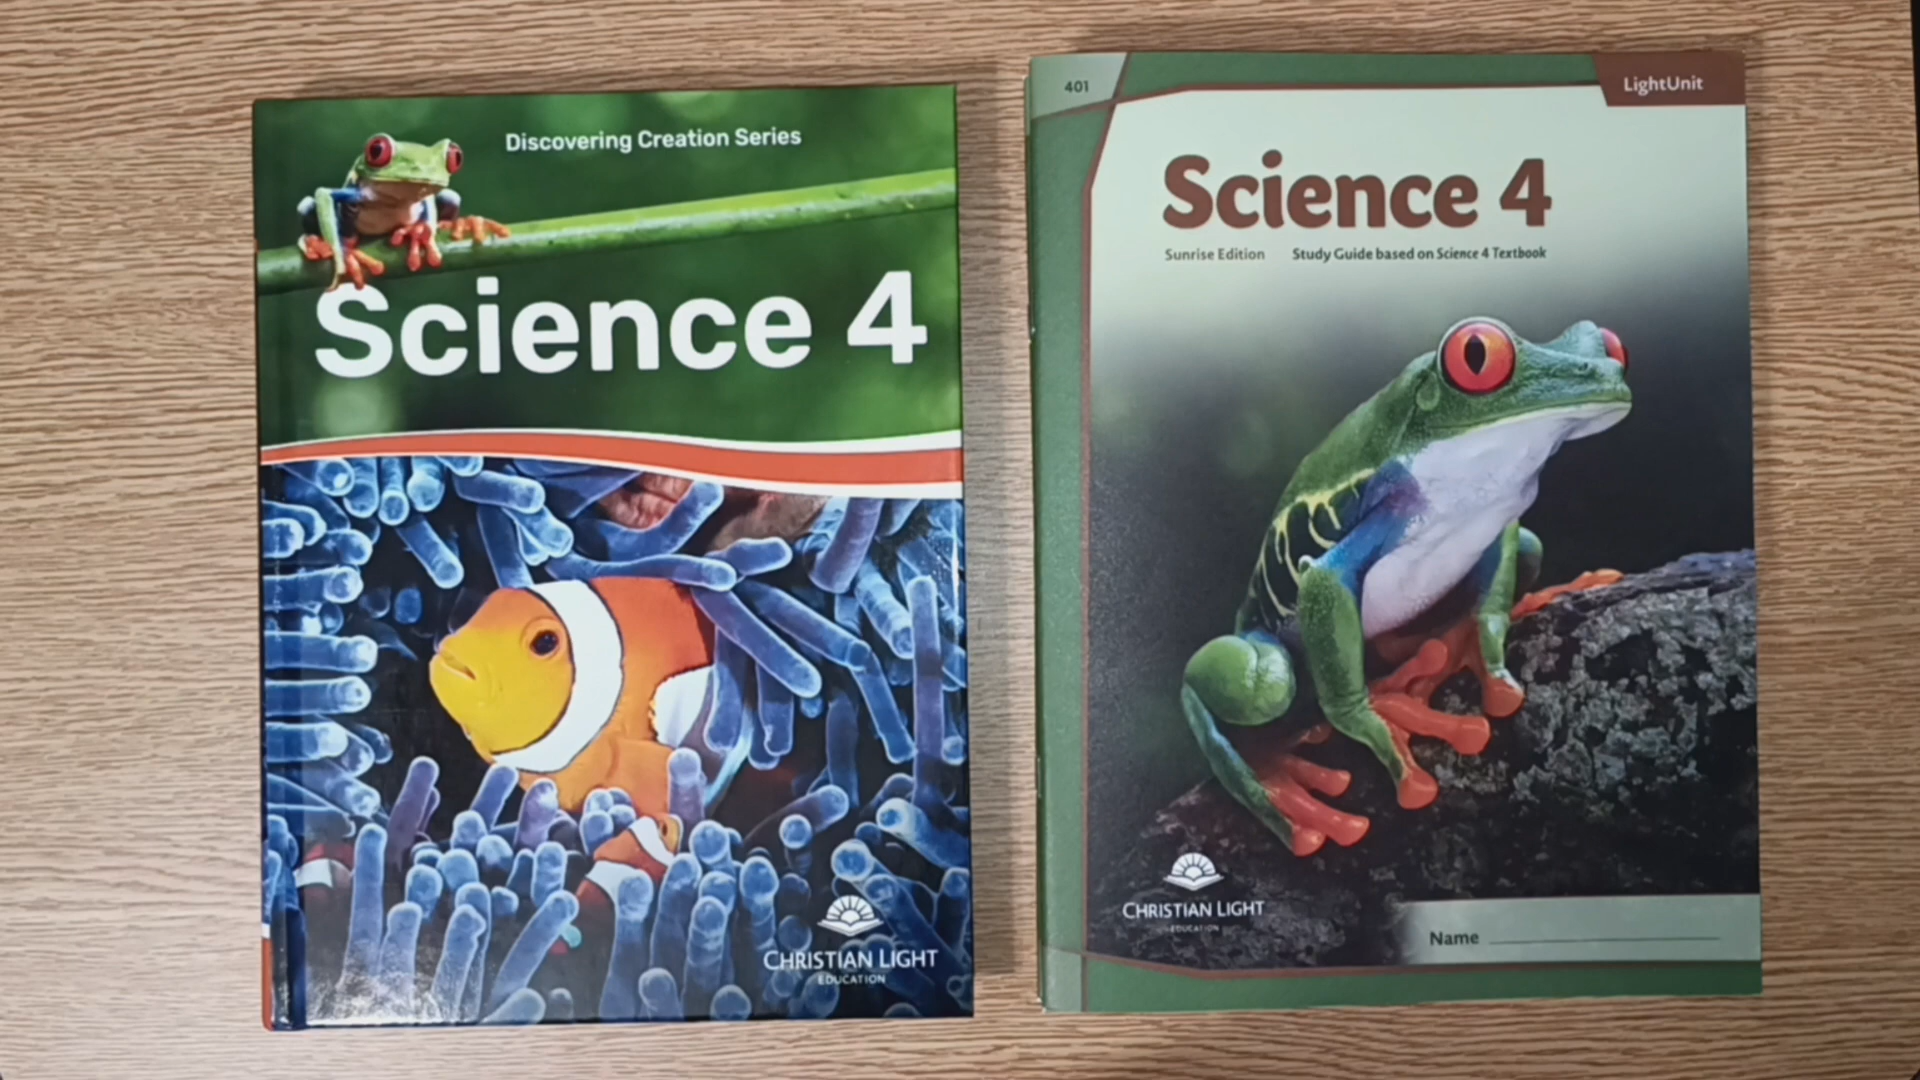 Discovering Creation Series
Science 4
CHRISTIAN LIGHT
EDUCATION
401
LightUnit
Science 4
Sunrise Edition Study Guide based on Science 4 Textbook
CHRISTIAN LIGHT
EDUCATION
Name